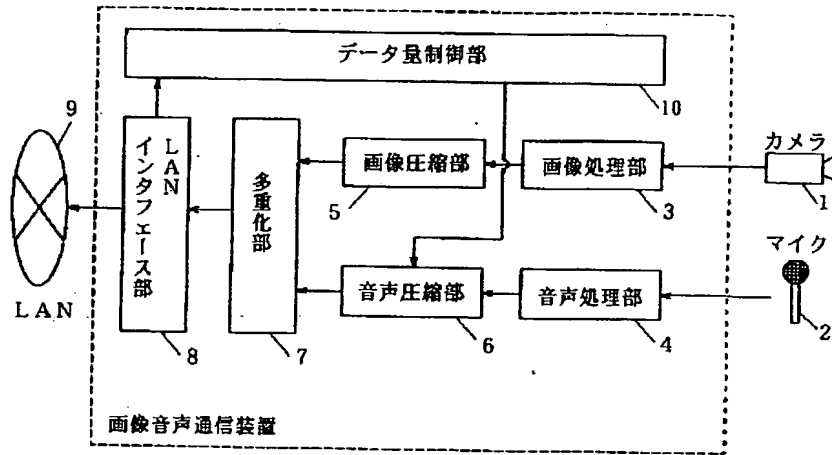 データ量制御部
10
9
LAN
インタフェース部
8
多重化部
7
画像圧縮部
5
画像処理部
3
カメラ
1
音声圧縮部
6
音声処理部
4
マイク
2
LAN
画像音声通信装置